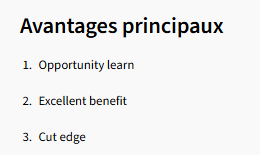 Avantages principaux
1. Opportunity learn
2. Excellent benefit
3. Cut edge